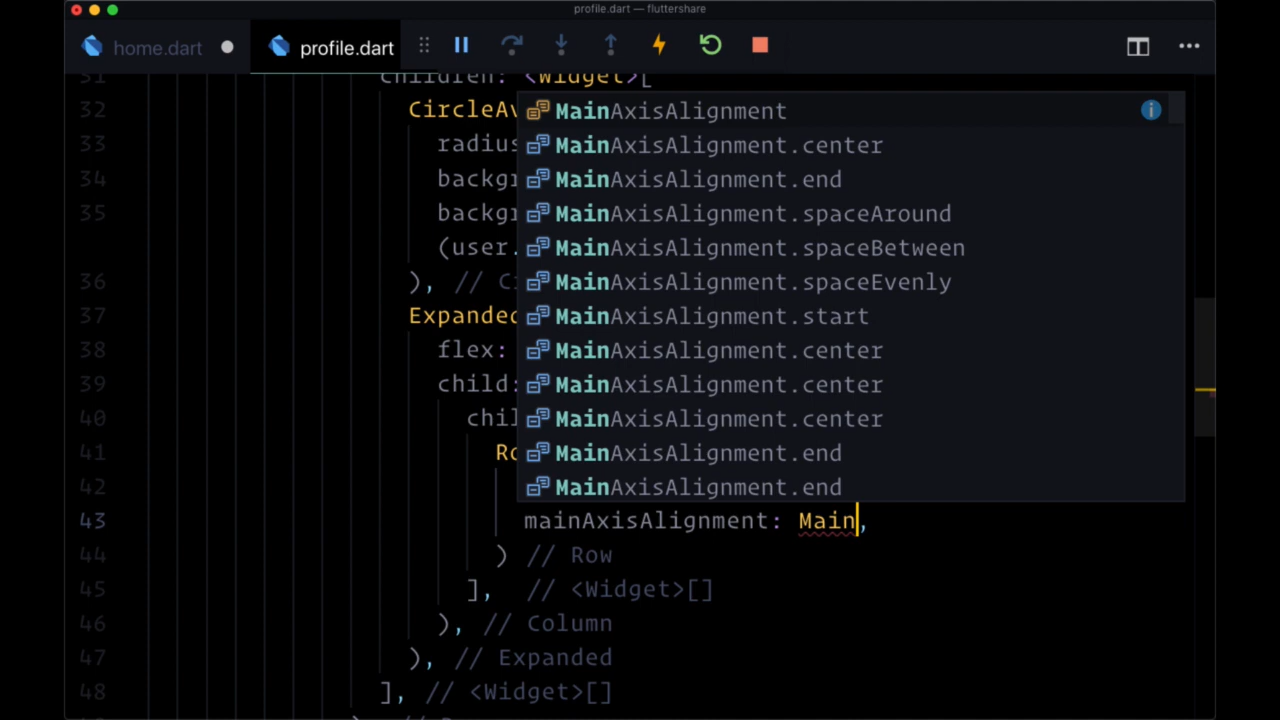 profile.dart — fluttershare
home.dart profile.dart
31 children: <Widget>[
32 CircleAv
33 radius
34 backgr
35 backgr
(user.
36 ), // C
37 Expanded
38 flex:
39 child:
40 chil
41 Ro
42
43 mainAxisAlignment: Main,
44 ) // Row
45 ], // <Widget>[]
46 ), // Column
47 ), // Expanded
48 ], // <Widget>[]
MainAxisAlignment
MainAxisAlignment.center
MainAxisAlignment.end
MainAxisAlignment.spaceAround
MainAxisAlignment.spaceBetween
MainAxisAlignment.spaceEvenly
MainAxisAlignment.start
MainAxisAlignment.center
MainAxisAlignment.center
MainAxisAlignment.center
MainAxisAlignment.end
MainAxisAlignment.end